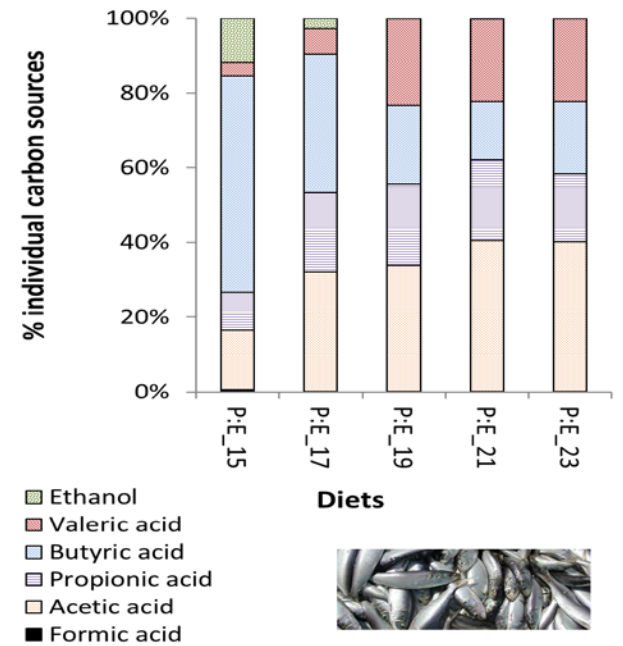 % individual carbon sources
100%
80%
60%
40%
20%
0%
P:E_15
P:E_17
P:E_19
P:E_21
P:E_23
Diets
Ethanol
Valeric acid
Butyric acid
Propionic acid
Acetic acid
Formic acid